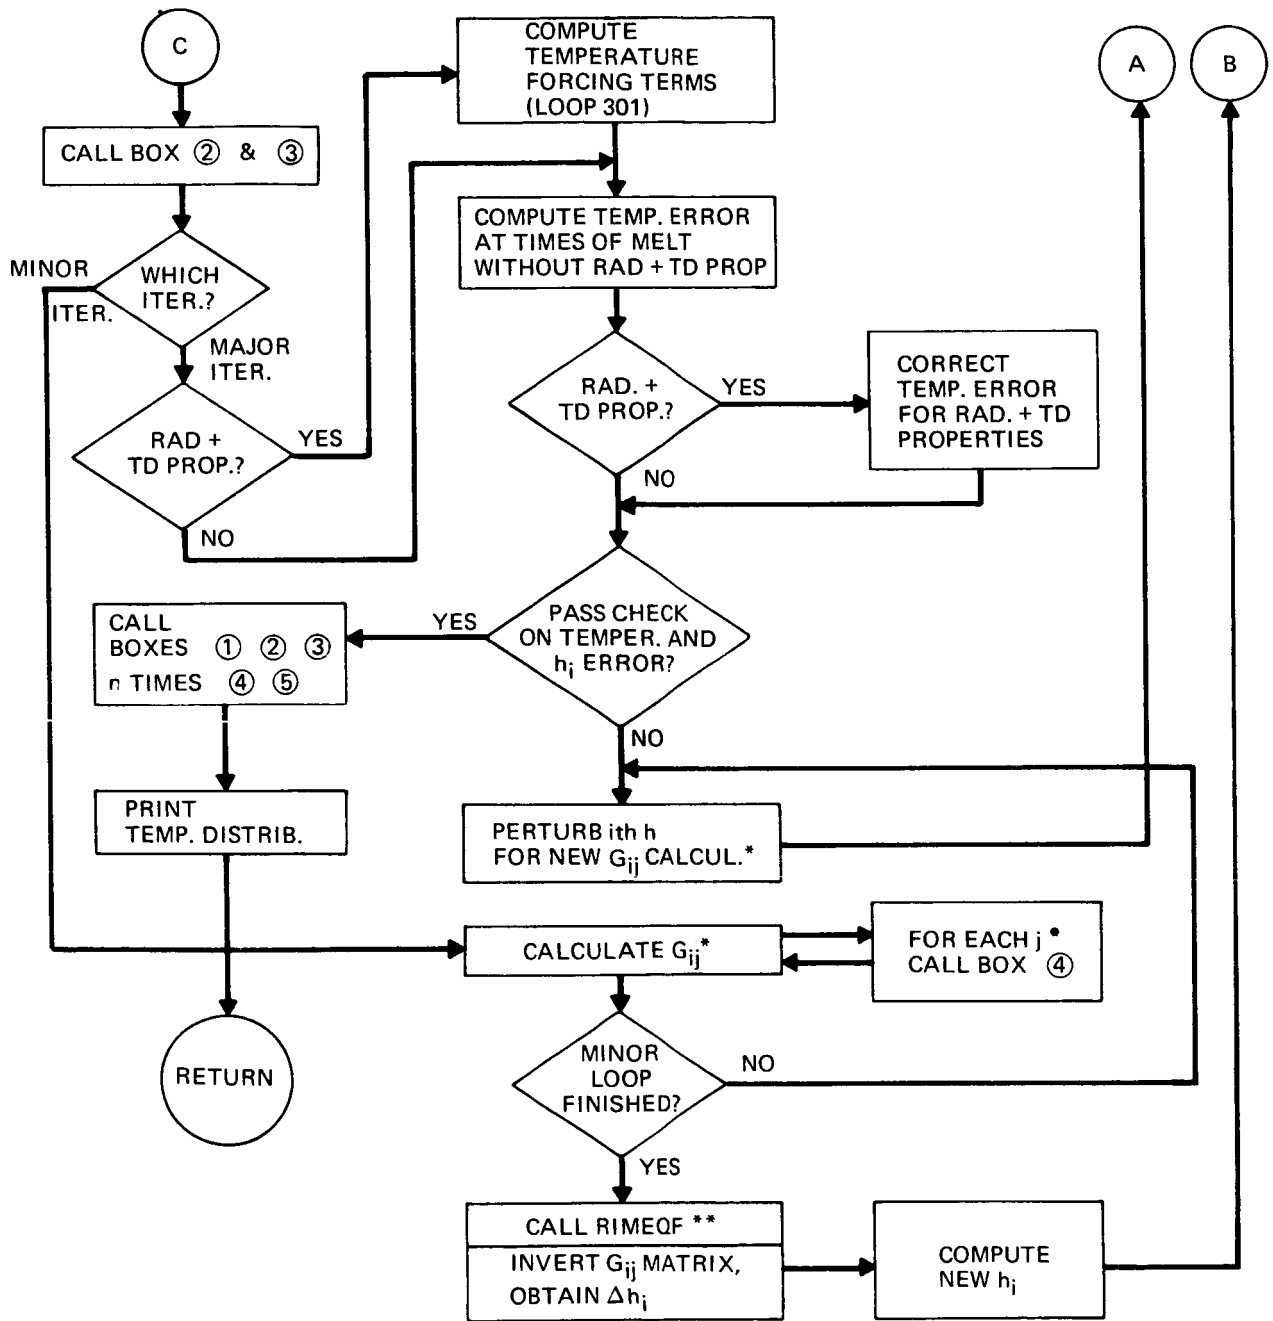 C
CALL BOX ② & ③
WHICH
ITER.?
MINOR
ITER.
MAJOR
ITER.
RAD +
TD PROP.?
YES
NO
COMPUTE
TEMPERATURE
FORCING TERMS
(LOOP 301)
COMPUTE TEMP. ERROR
AT TIMES OF MELT
WITHOUT RAD + TD PROP
RAD. +
TD PROP.?
YES
NO
CORRECT
TEMP. ERROR
FOR RAD. + TD
PROPERTIES
A
B
PASS CHECK
ON TEMPER. AND
hi ERROR?
YES
NO
CALL
BOXES ① ② ③
n TIMES ④ ⑤
PRINT
TEMP. DISTRIB.
RETURN
PERTURB ith h
FOR NEW Gij CALCUL.*
CALCULATE Gij*
FOR EACH j *
CALL BOX ④
MINOR
LOOP
FINISHED?
NO
YES
CALL RIMEQF **
INVERT Gij MATRIX,
OBTAIN Δhi
COMPUTE
NEW hi